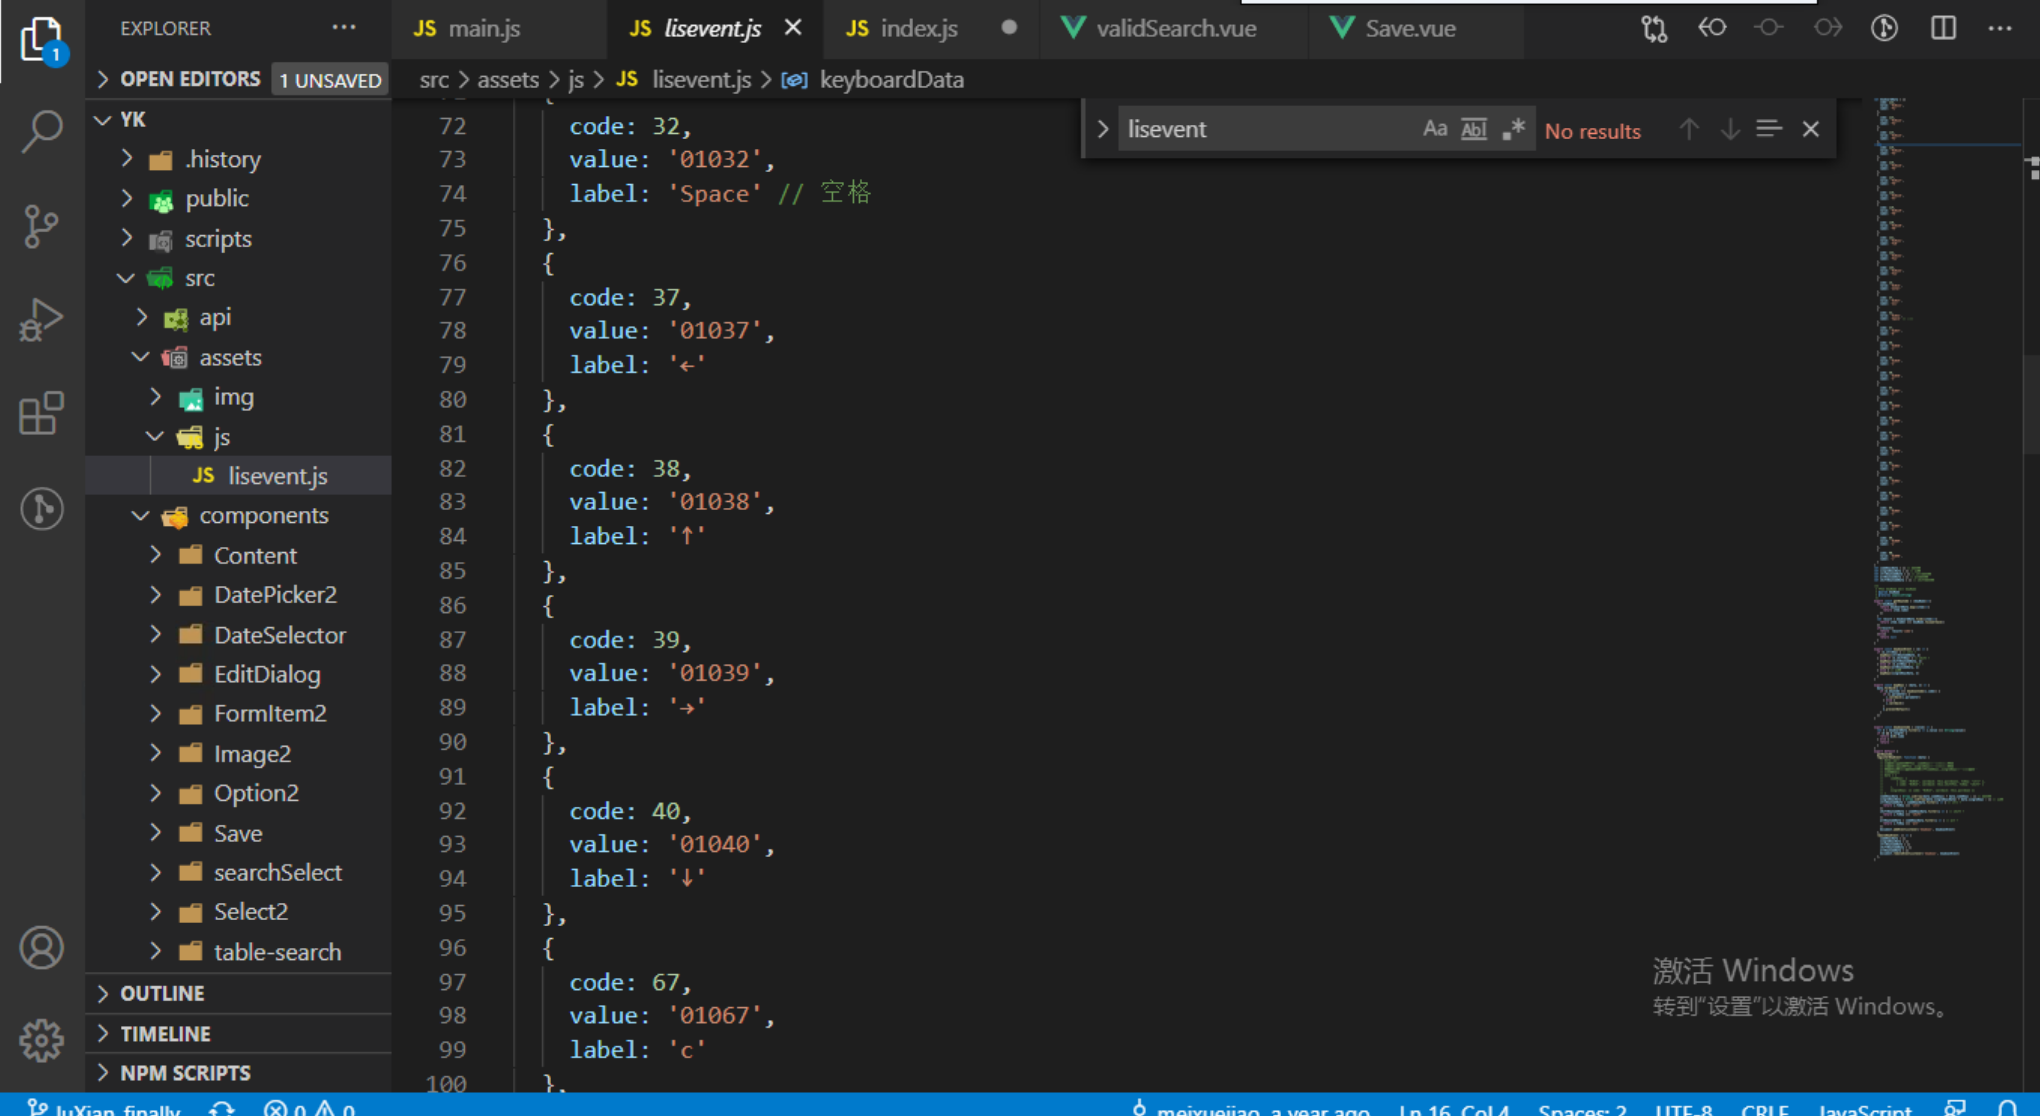 EXPLORER
main.js
lisevent.js
index.js
validSearch.vue
Save.vue
1
OPEN EDITORS 1 UNSAVED
src > assets > js > JS lisevent.js > keyboardData
lisevent
Aa Abl .* No results
YK
.history
public
scripts
src
api
assets
img
js
JS lisevent.js
components
Content
DatePicker2
DateSelector
EditDialog
FormItem2
Image2
Option2
Save
searchSelect
Select2
table-search
OUTLINE
TIMELINE
NPM SCRIPTS
72 code: 32,
73 value: '01032',
74 label: 'Space' // 空格
75 },
76 {
77 code: 37,
78 value: '01037',
79 label: '←'
80 },
81 {
82 code: 38,
83 value: '01038',
84 label: '↑'
85 },
86 {
87 code: 39,
88 value: '01039',
89 label: '→'
90 },
91 {
92 code: 40,
93 value: '01040',
94 label: '↓'
95 },
96 {
97 code: 67,
98 value: '01067',
99 label: 'c'
100 },
激活 Windows
转到“设置”以激活 Windows。
JuXian_finally 0 0
meixuejiao, a year ago Ln 16, Col 4 Spaces: 2 UTF-8 CRLF JavaScript